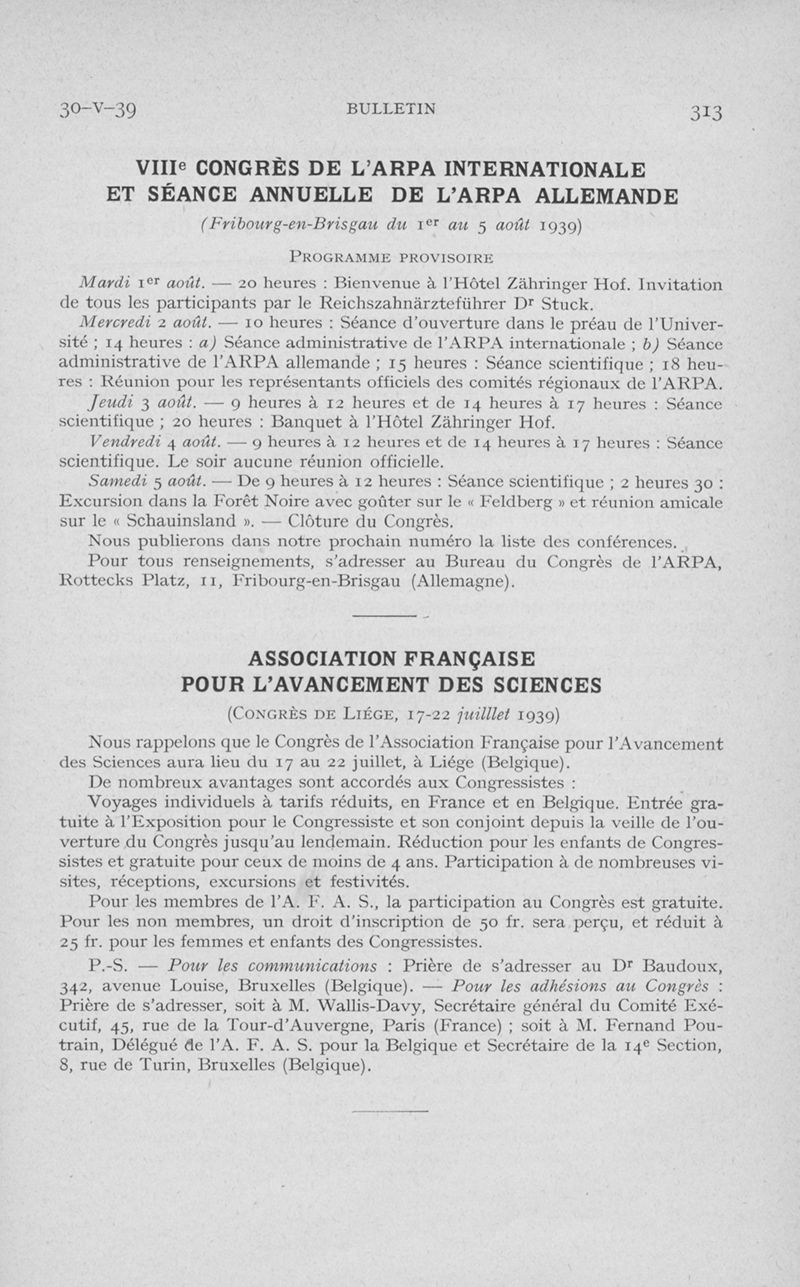 30-V-39 BULLETIN 313
VIIIe CONGRÈS DE L'ARPA INTERNATIONALE
ET SÉANCE ANNUELLE DE L'ARPA ALLEMANDE
(Fribourg-en-Brisgau du 1er au 5 août 1939)
PROGRAMME PROVISOIRE
Mardi 1er août. — 20 heures : Bienvenue à l'Hôtel Zähringer Hof. Invitation
de tous les participants par le Reichszahnärzteführer Dr Stuck.
Mercredi 2 août. — 10 heures : Séance d'ouverture dans le préau de l'Univer-
sité ; 14 heures : a) Séance administrative de l'ARPA internationale ; b) Séance
administrative de l'ARPA allemande ; 15 heures : Séance scientifique ; 18 heu-
res : Réunion pour les représentants officiels des comités régionaux de l'ARPA.
Jeudi 3 août. — 9 heures à 12 heures et de 14 heures à 17 heures : Séance
scientifique ; 20 heures : Banquet à l'Hôtel Zähringer Hof.
Vendredi 4 août. — 9 heures à 12 heures et de 14 heures à 17 heures : Séance
scientifique. Le soir aucune réunion officielle.
Samedi 5 août. — De 9 heures à 12 heures : Séance scientifique ; 2 heures 30 :
Excursion dans la Forêt Noire avec goûter sur le « Feldberg » et réunion amicale
sur le « Schauinsland ». — Clôture du Congrès.
Nous publierons dans notre prochain numéro la liste des conférences.
Pour tous renseignements, s'adresser au Bureau du Congrès de l'ARPA,
Rottecks Platz, 11, Fribourg-en-Brisgau (Allemagne).
ASSOCIATION FRANÇAISE
POUR L'AVANCEMENT DES SCIENCES
(CONGRÈS DE LIÉGE, 17-22 juilllet 1939)
Nous rappelons que le Congrès de l'Association Française pour l'Avancement
des Sciences aura lieu du 17 au 22 juillet, à Liége (Belgique).
De nombreux avantages sont accordés aux Congressistes :
Voyages individuels à tarifs réduits, en France et en Belgique. Entrée gra-
tuite à l'Exposition pour le Congressiste et son conjoint depuis la veille de l'ou-
verture du Congrès jusqu'au lendemain. Réduction pour les enfants de Congres-
sistes et gratuite pour ceux de moins de 4 ans. Participation à de nombreuses vi-
sites, réceptions, excursions et festivités.
Pour les membres de l'A. F. A. S., la participation au Congrès est gratuite.
Pour les non membres, un droit d'inscription de 50 fr. sera perçu, et réduit à
25 fr. pour les femmes et enfants des Congressistes.
P.-S. — Pour les communications : Prière de s'adresser au Dr Baudoux,
342, avenue Louise, Bruxelles (Belgique). — Pour les adhésions au Congrès :
Prière de s'adresser, soit à M. Wallis-Davy, Secrétaire général du Comité Exé-
cutif, 45, rue de la Tour-d'Auvergne, Paris (France) ; soit à M. Fernand Pou-
train, Délégué de l'A. F. A. S. pour la Belgique et Secrétaire de la 14e Section,
8, rue de Turin, Bruxelles (Belgique).